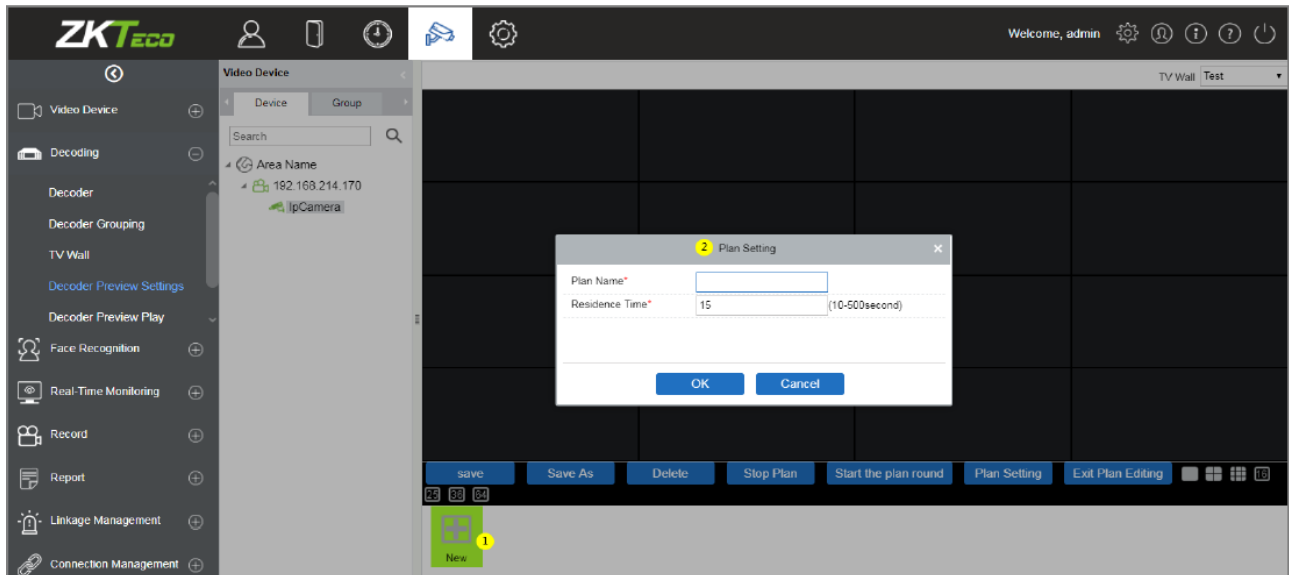 ZKTECO
Welcome, admin
Video Device
TV Wall Test
Video Device
Device Group
Decoding
Search
Area Name
Decoder
192.168.214.170
IpCamera
Decoder Grouping
TV Wall
2 Plan Setting
Decoder Preview Settings
Plan Name*
Residence Time* 15 (10-500second)
Decoder Preview Play
Face Recognition
Real-Time Monitoring
OK Cancel
Record
Report
save Save As Delete Stop Plan Start the plan round Plan Setting Exit Plan Editing 16
25 36 64
Linkage Management
1
New
Connection Management